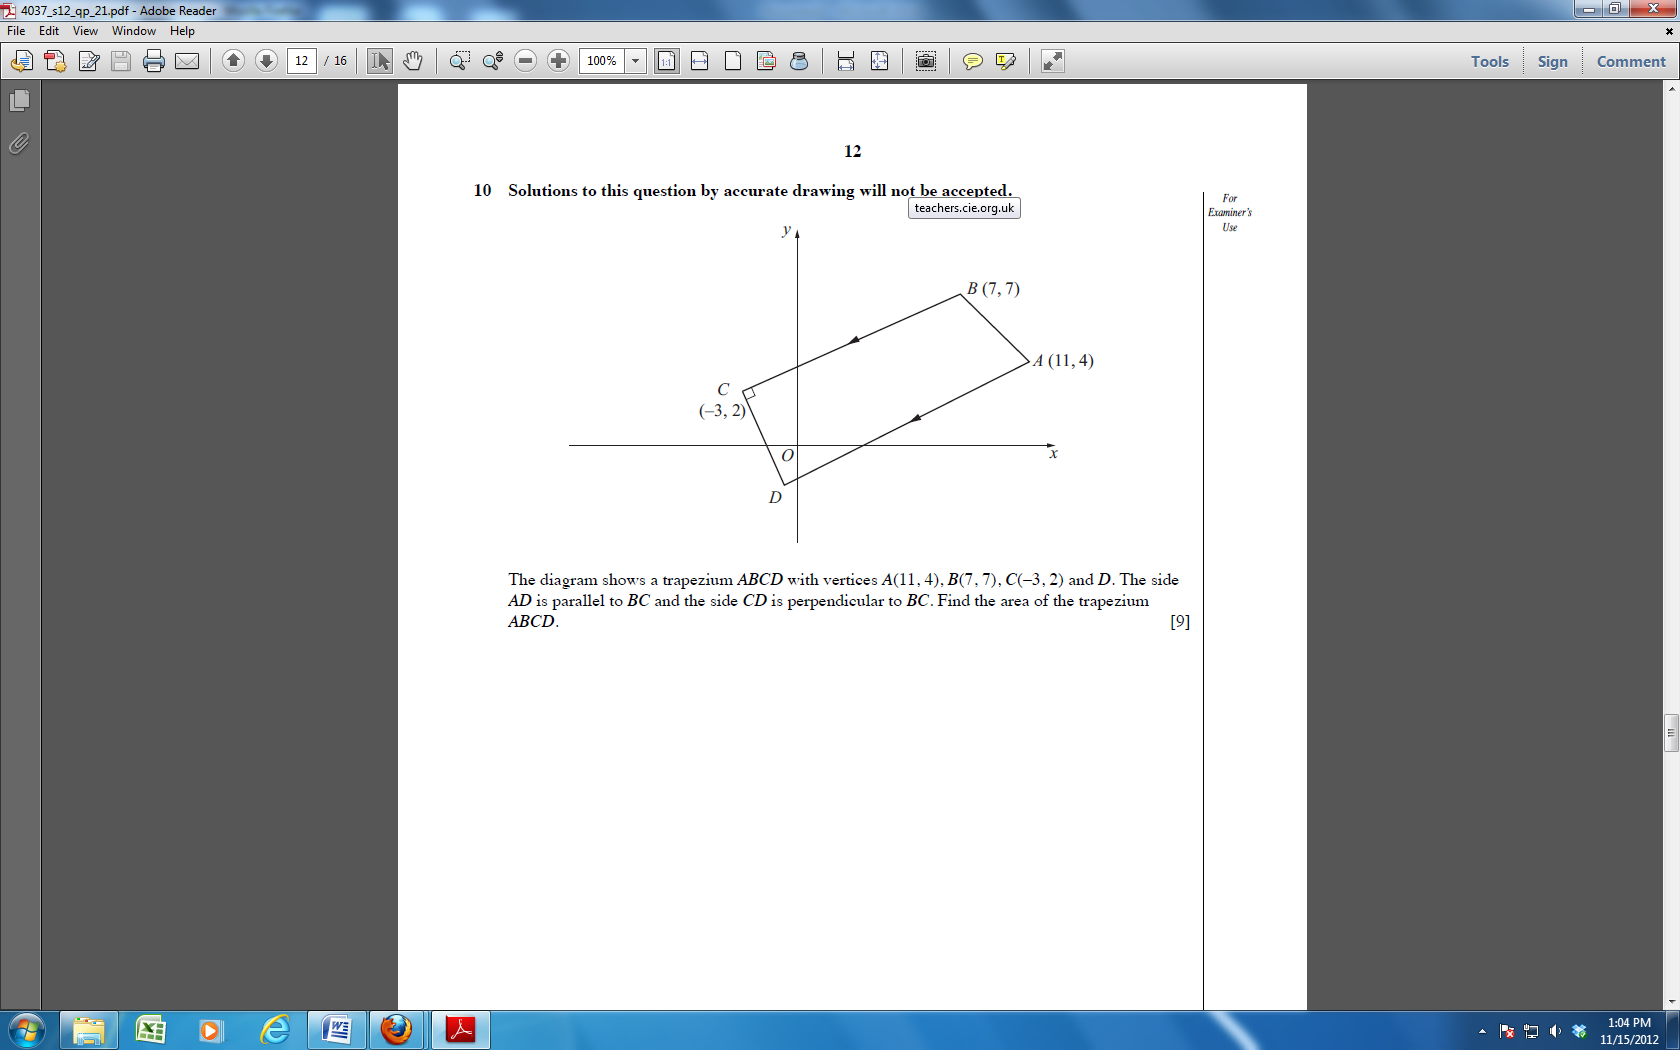 4037_s12_qp_21.pdf - Adobe Reader
File Edit View Window Help
12 / 16 100% Tools Sign Comment
12
10 Solutions to this question by accurate drawing will not be accepted.
teachers.cie.org.uk
For
Examiner's
Use
y
B (7, 7)
A (11, 4)
C
(–3, 2)
O
x
D
The diagram shows a trapezium ABCD with vertices A(11, 4), B(7, 7), C(–3, 2) and D. The side
AD is parallel to BC and the side CD is perpendicular to BC. Find the area of the trapezium
ABCD. [9]
1:04 PM
11/15/2012